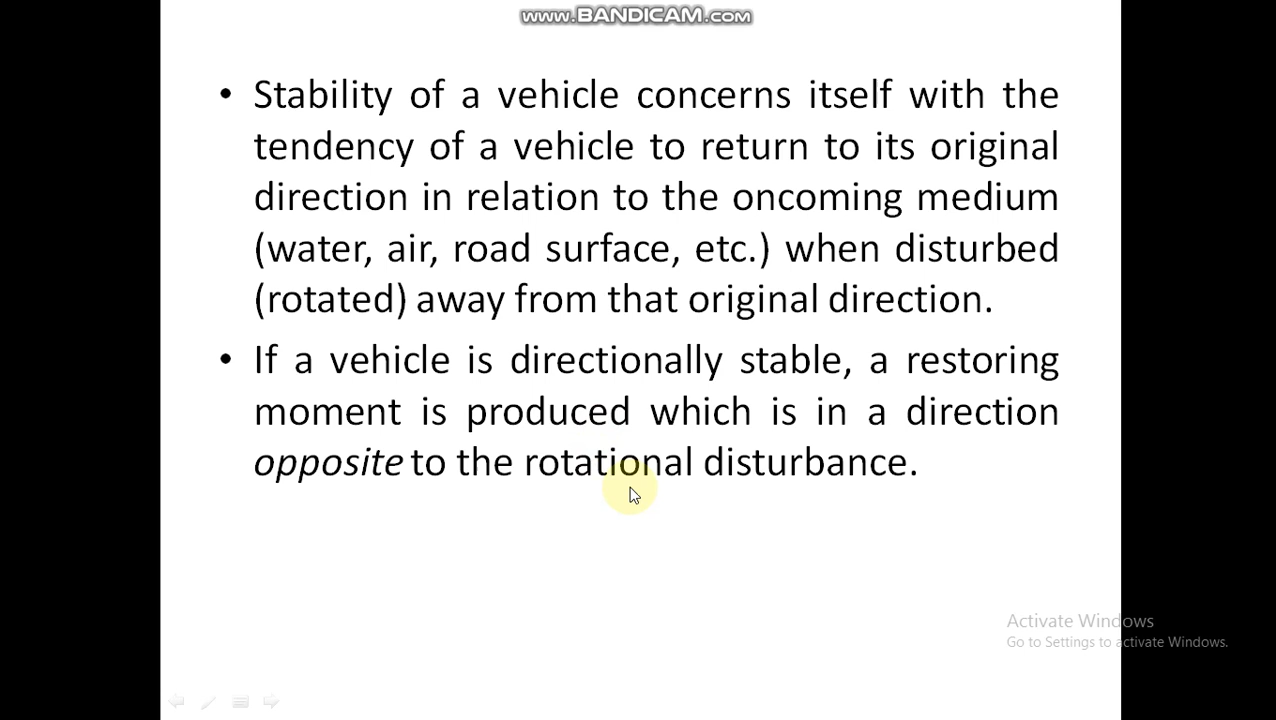 www.BANDICAM.com
• Stability of a vehicle concerns itself with the
tendency of a vehicle to return to its original
direction in relation to the oncoming medium
(water, air, road surface, etc.) when disturbed
(rotated) away from that original direction.
• If a vehicle is directionally stable, a restoring
moment is produced which is in a direction
opposite to the rotational disturbance.
Activate Windows
Go to Settings to activate Windows.